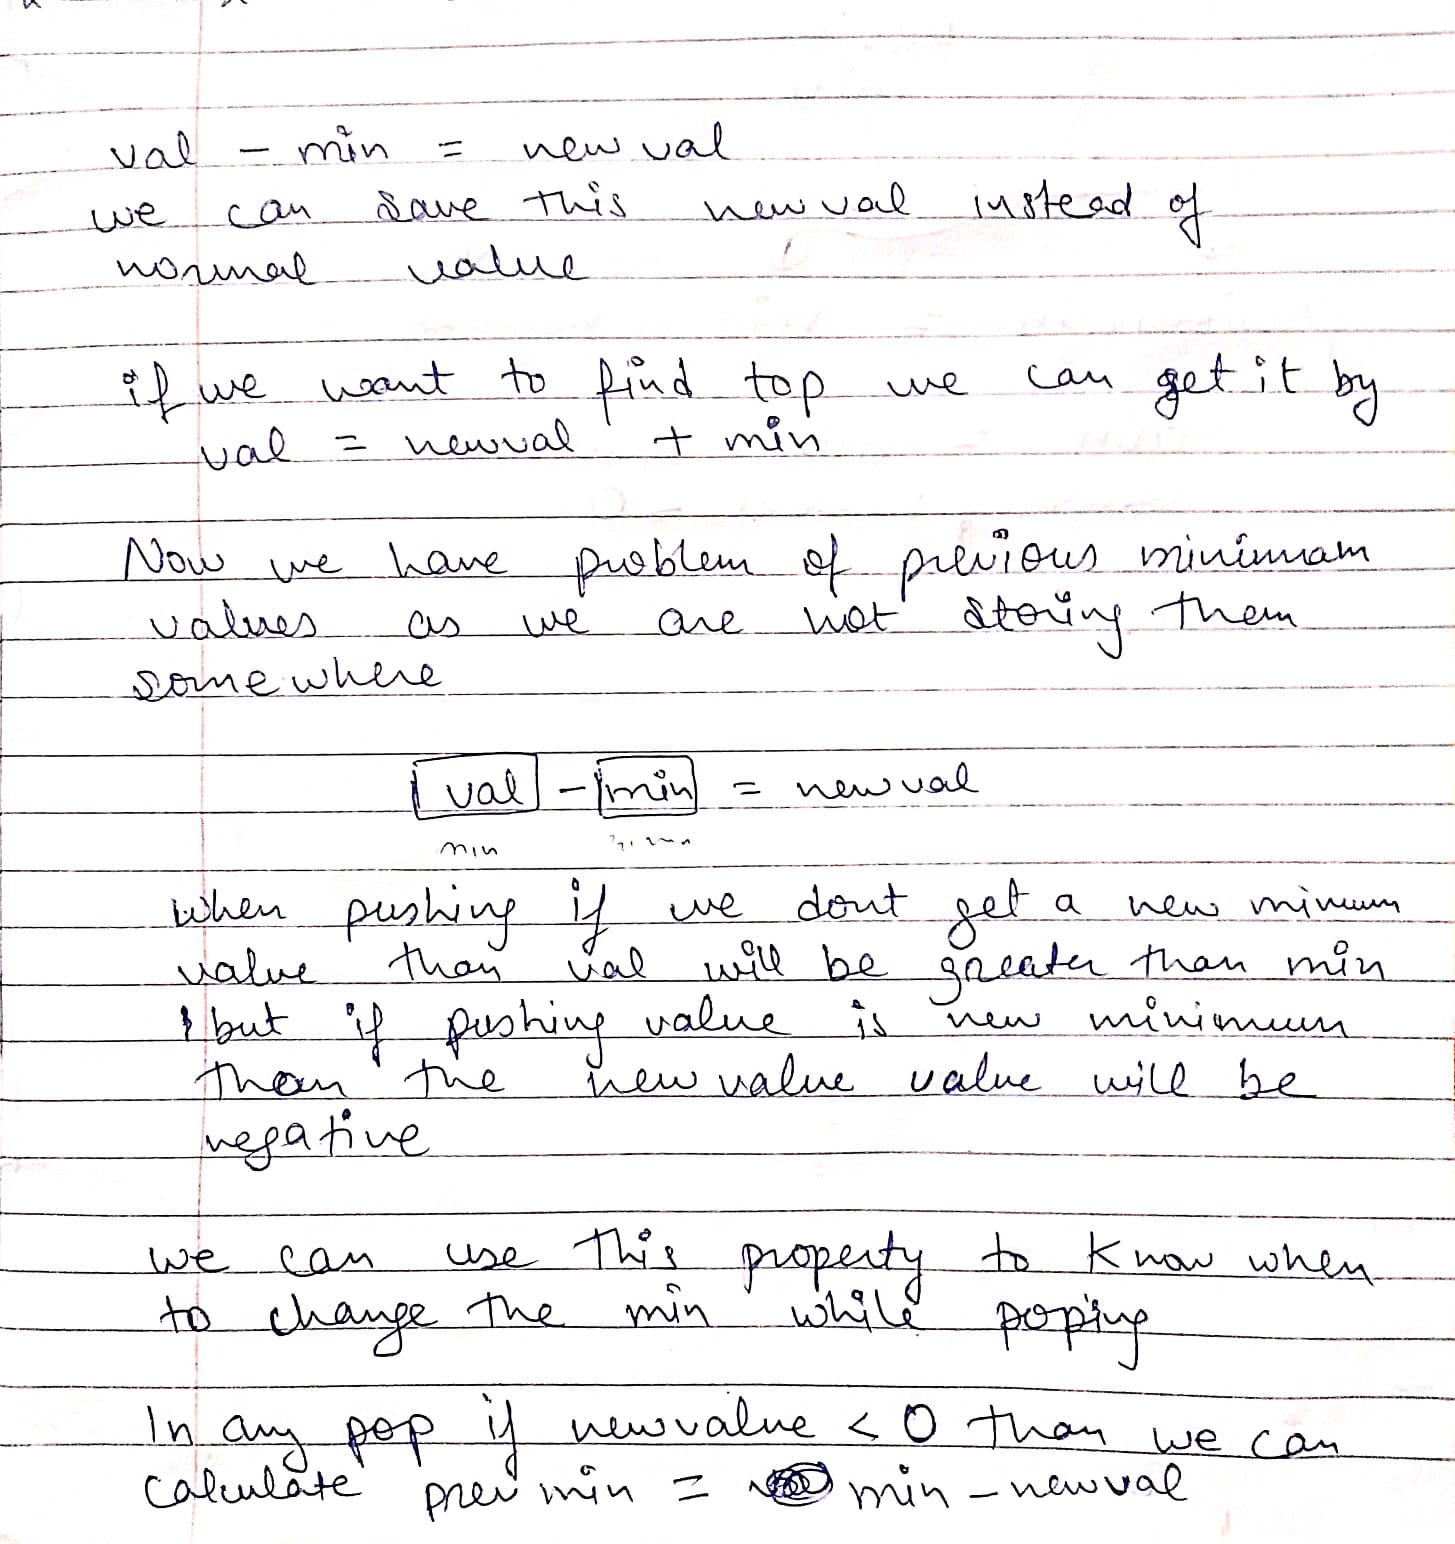 val - min = new val
we can save this new val instead of
normal value
if we want to find top we can get it by
val = newval + min
Now we have problem of previous minimum
values as we are not storing them
somewhere
val - min = new val
min
when pushing if we dont get a new minum
value than val will be greater than min
but if pushing value is new minimum
than the new value value will be
negative
we can use this property to know when
to change the min while poping
In any pop if newvalue < 0 than we can
calculate prev min = min - newval